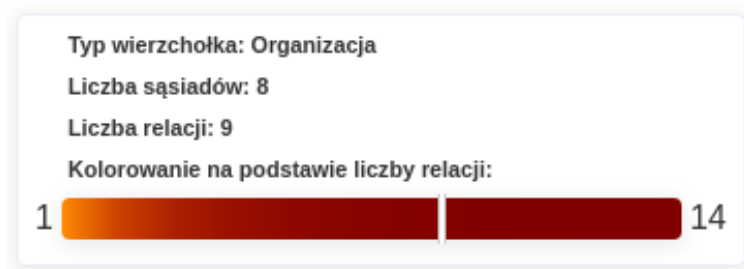 Typ wierzchołka: Organizacja
Liczba sąsiadów: 8
Liczba relacji: 9
Kolorowanie na podstawie liczby relacji:
1 14